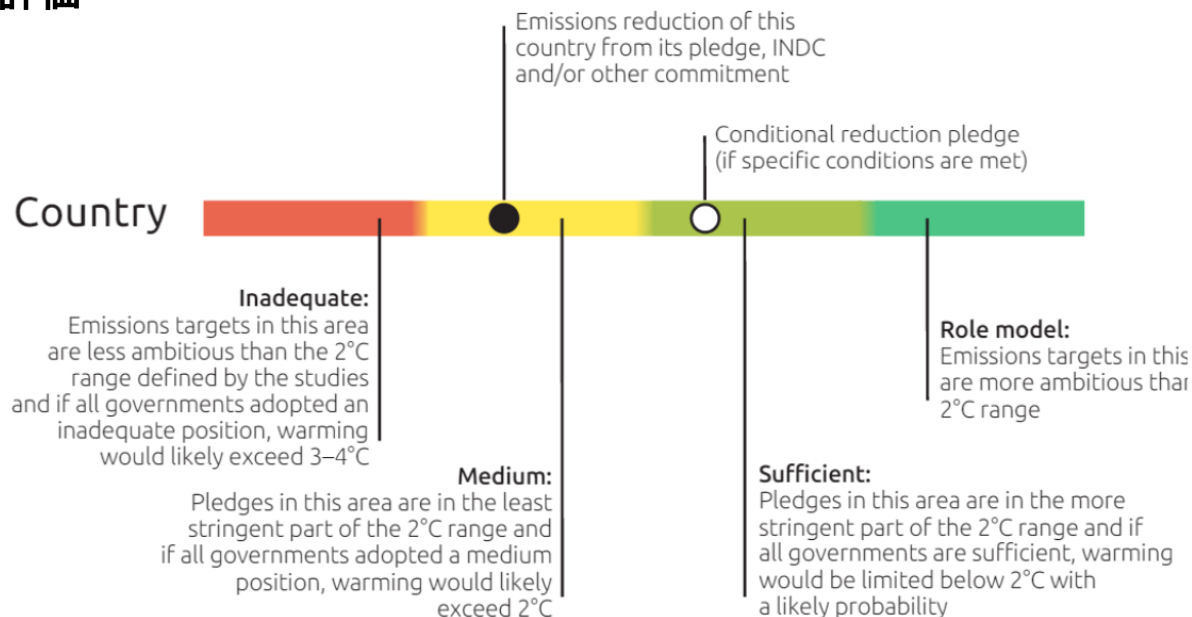 Emissions reduction of this
country from its pledge, INDC
and/or other commitment
Conditional reduction pledge
(if specific conditions are met)
Country
Inadequate:
Emissions targets in this area
are less ambitious than the 2°C
range defined by the studies
and if all governments adopted an
inadequate position, warming
would likely exceed 3–4°C
Medium:
Pledges in this area are in the least
stringent part of the 2°C range and
if all governments adopted a medium
position, warming would likely
exceed 2°C
Sufficient:
Pledges in this area are in the more
stringent part of the 2°C range and if
all governments are sufficient, warming
would be limited below 2°C with
a likely probability
Role model:
Emissions targets in this
are more ambitious than
2°C range